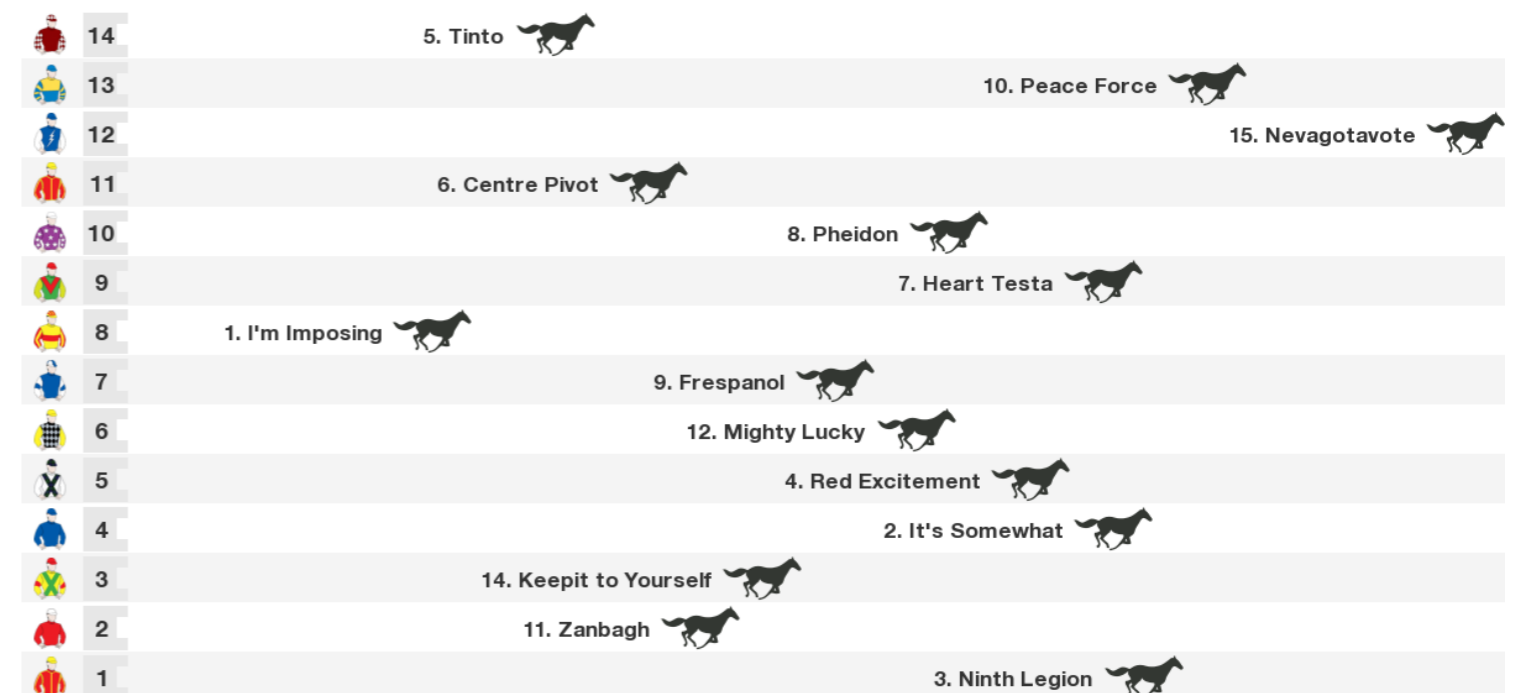 14 5. Tinto
13 10. Peace Force
12 15. Nevagotavote
11 6. Centre Pivot
10 8. Pheidon
9 7. Heart Testa
8 1. I'm Imposing
7 9. Frespanol
6 12. Mighty Lucky
5 4. Red Excitement
4 2. It's Somewhat
3 14. Keepit to Yourself
2 11. Zanbagh
1 3. Ninth Legion